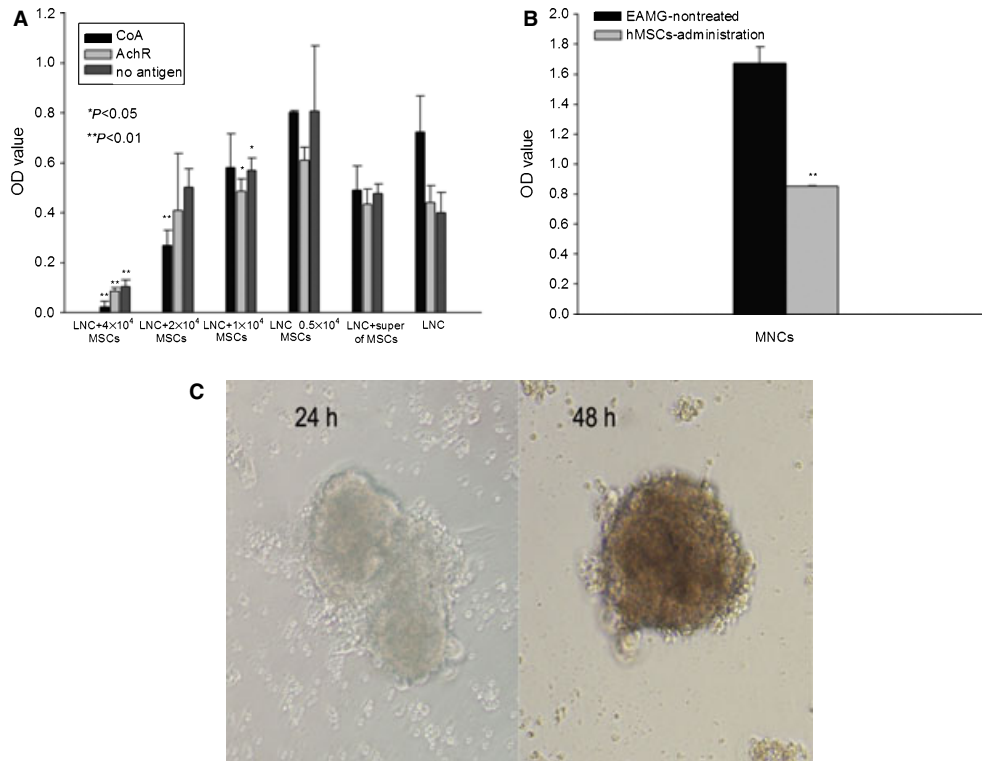 A
1.2
1.0
0.8
0.6
0.4
0.2
0.0
OD value
CoA
AchR
no antigen
*P<0.05
**P<0.01
**
**
**
**
*
*
LNC+4×10⁴ MSCs
LNC+2×10⁴ MSCs
LNC+1×10⁴ MSCs
LNC 0.5×10⁴ MSCs
LNC+super of MSCs
LNC
B
2.0
1.8
1.6
1.4
1.2
1.0
0.8
0.6
0.4
0.2
0.0
OD value
EAMG-nontreated
hMSCs-administration
**
MNCs
C
24 h
48 h